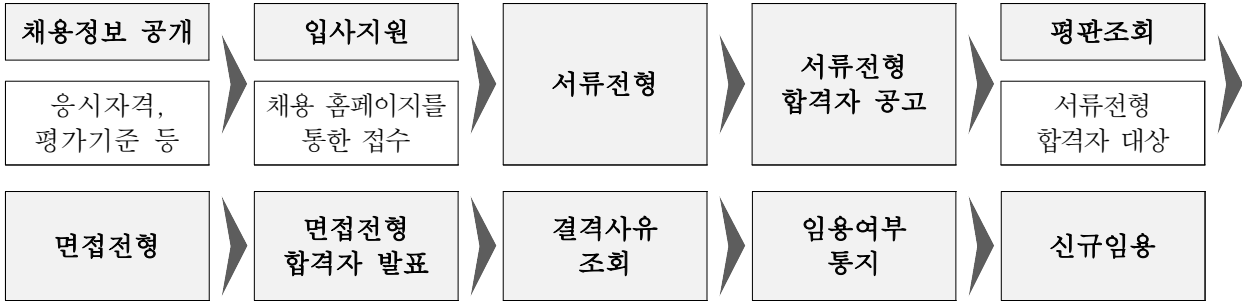 채용정보 공개
응시자격,
평가기준 등
입사지원
채용 홈페이지를
통한 접수
서류전형
서류전형
합격자 공고
평판조회
서류전형
합격자 대상
면접전형
면접전형
합격자 발표
결격사유
조회
임용여부
통지
신규임용